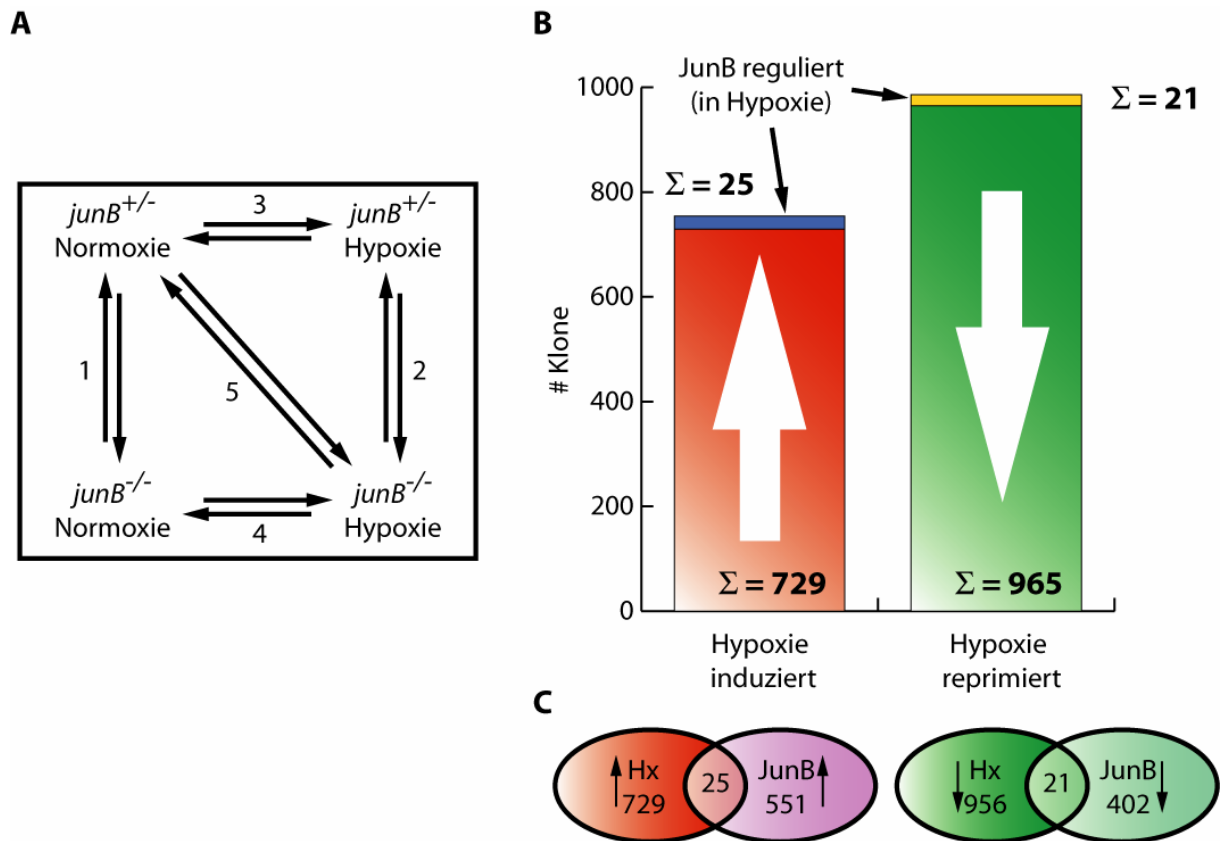 A
junB+/-
Normoxie
3
junB+/-
Hypoxie
1
5
2
junB-/-
Normoxie
4
junB-/-
Hypoxie
B
JunB reguliert
(in Hypoxie)
Σ = 21
Σ = 25
# Klone
1000
800
600
400
200
0
Σ = 729
Σ = 965
Hypoxie
induziert
Hypoxie
reprimiert
C
Hx
729
25
JunB
551
Hx
956
21
JunB
402